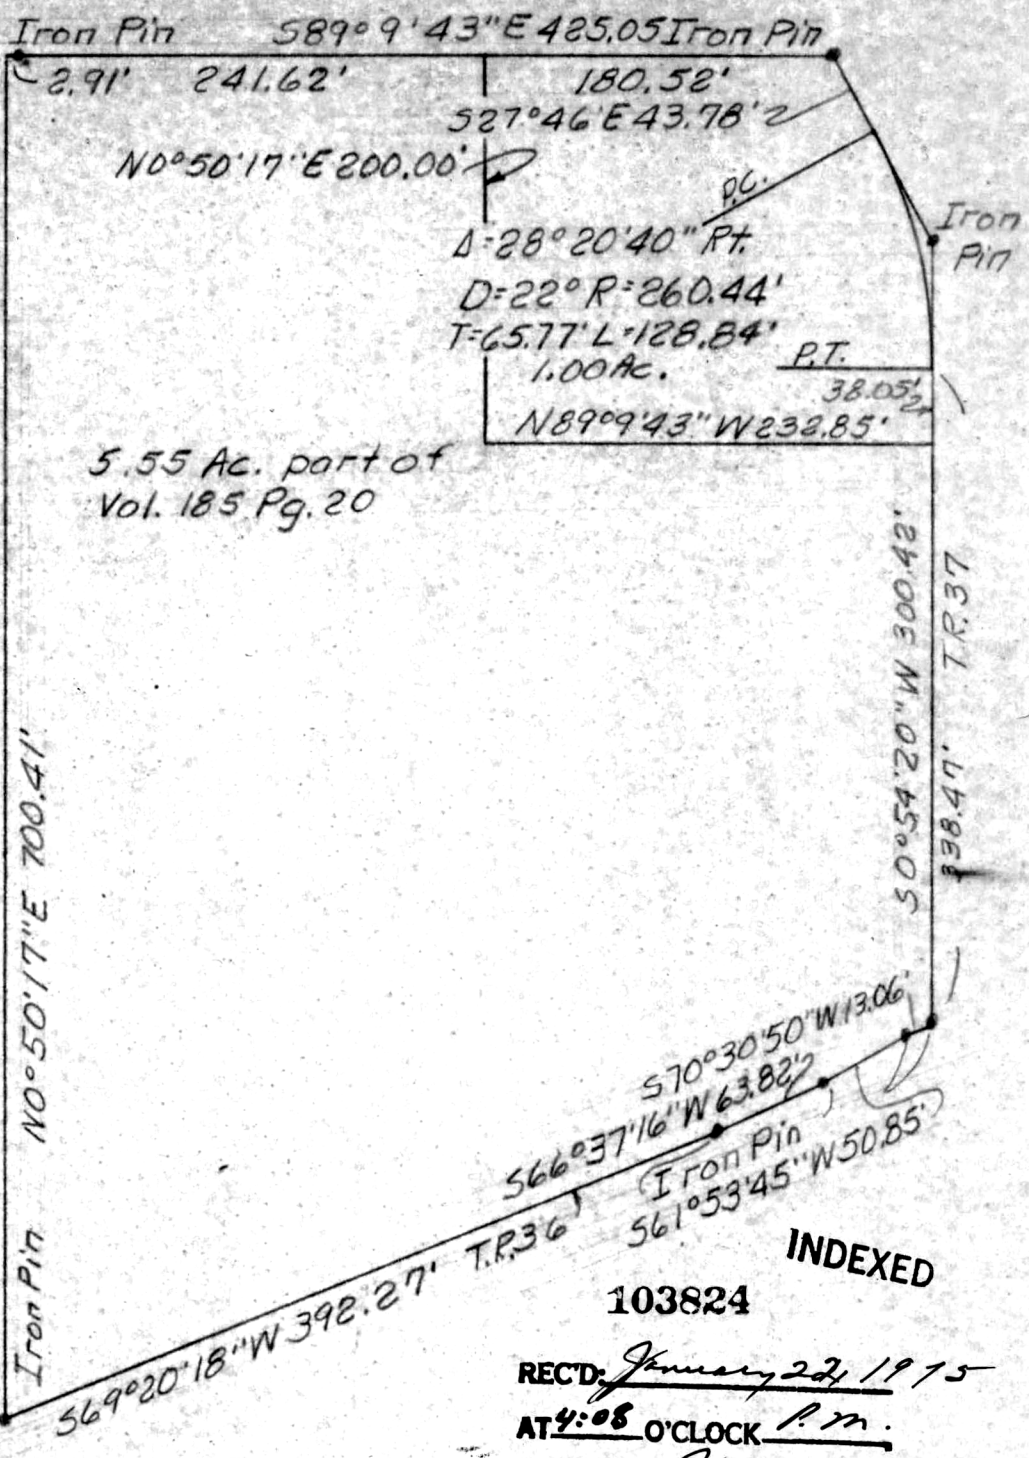 Iron Pin S89°9'43"E 425.05 Iron Pin
2.91' 241.62' 180.52'
S27°46'E 43.78'
N0°50'17"E 200.00'
P.C.
Iron
Pin
Δ=28°20'40" Rt.
D=22° R=260.44'
T=65.77' L=128.84'
1.00 Ac.
P.T.
38.05'
N89°9'43" W 232.85'
5.55 Ac. part of
Vol. 185 Pg. 20
S0°54'20"W 300.42'
T.R.37
338.47'
N0°50'17"E 700.41'
Iron Pin
S70°30'50"W 13.06'
S66°37'16"W 63.82'
Iron Pin
S61°53'45"W 50.85'
S69°20'18"W 392.27' T.R.36
INDEXED
103824
REC'D: January 22, 1975
AT 4:08 O'CLOCK P.M.